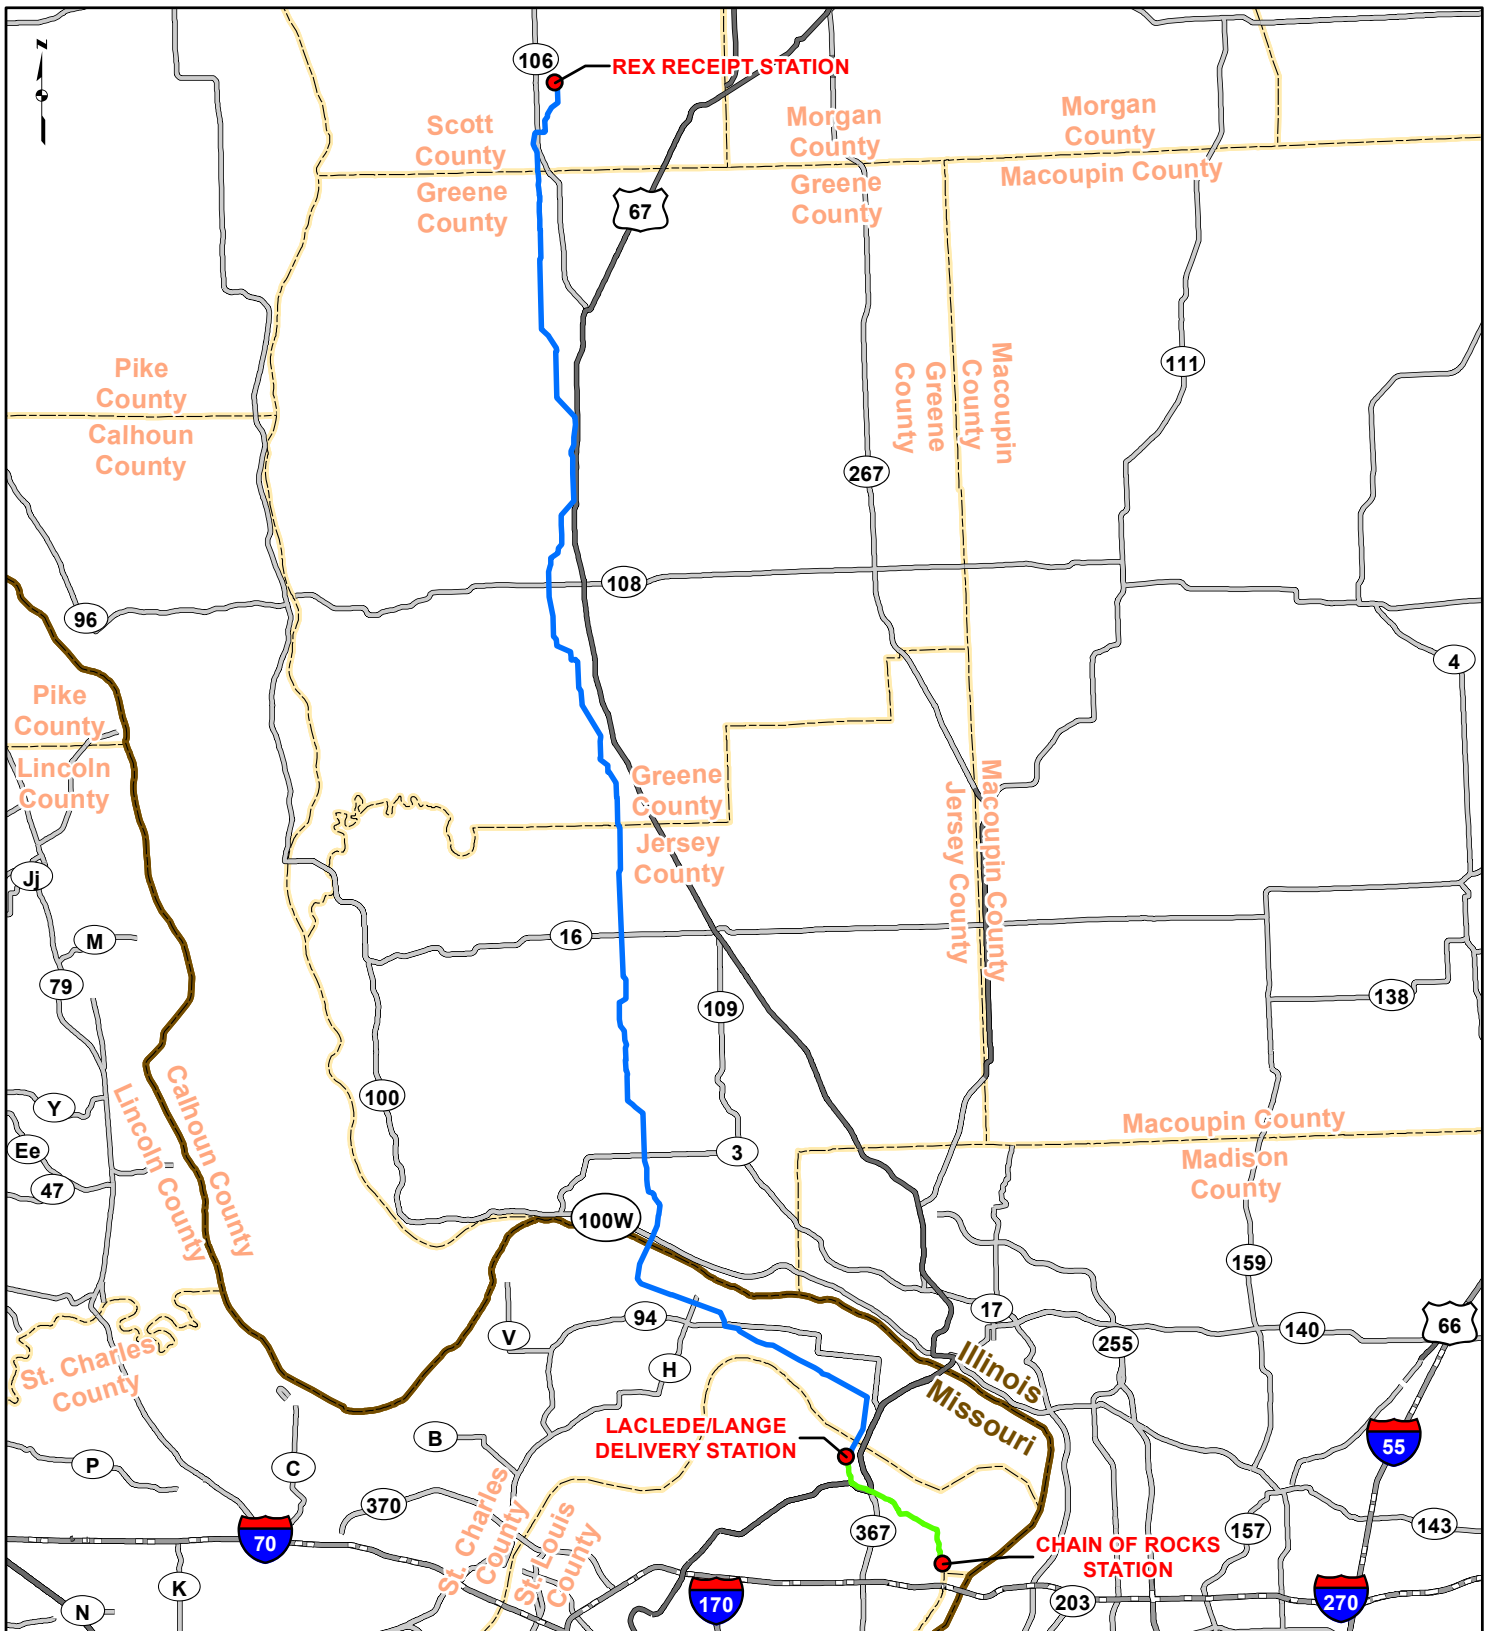 N
106
REX RECEIPT STATION
Scott
County
Greene
County
Morgan
County
Greene
County
Morgan
County
Macoupin County
67
Pike
County
Calhoun
County
Macoupin
County
Greene
County
111
267
108
96
4
Pike
County
Lincoln
County
Greene
County
Jersey
County
Macoupin County
Jersey County
Jj
M
79
16
109
138
100
Y
Ee
47
Calhoun County
Lincoln County
3
Macoupin County
Madison
County
100W
159
17
94
V
H
255
140
66
St. Charles
County
Illinois
Missouri
LACLEDE/LANGE
DELIVERY STATION
B
P
C
55
370
70
St. Charles
County
St. Louis
County
367
157
143
CHAIN OF ROCKS
STATION
K
N
170
203
270